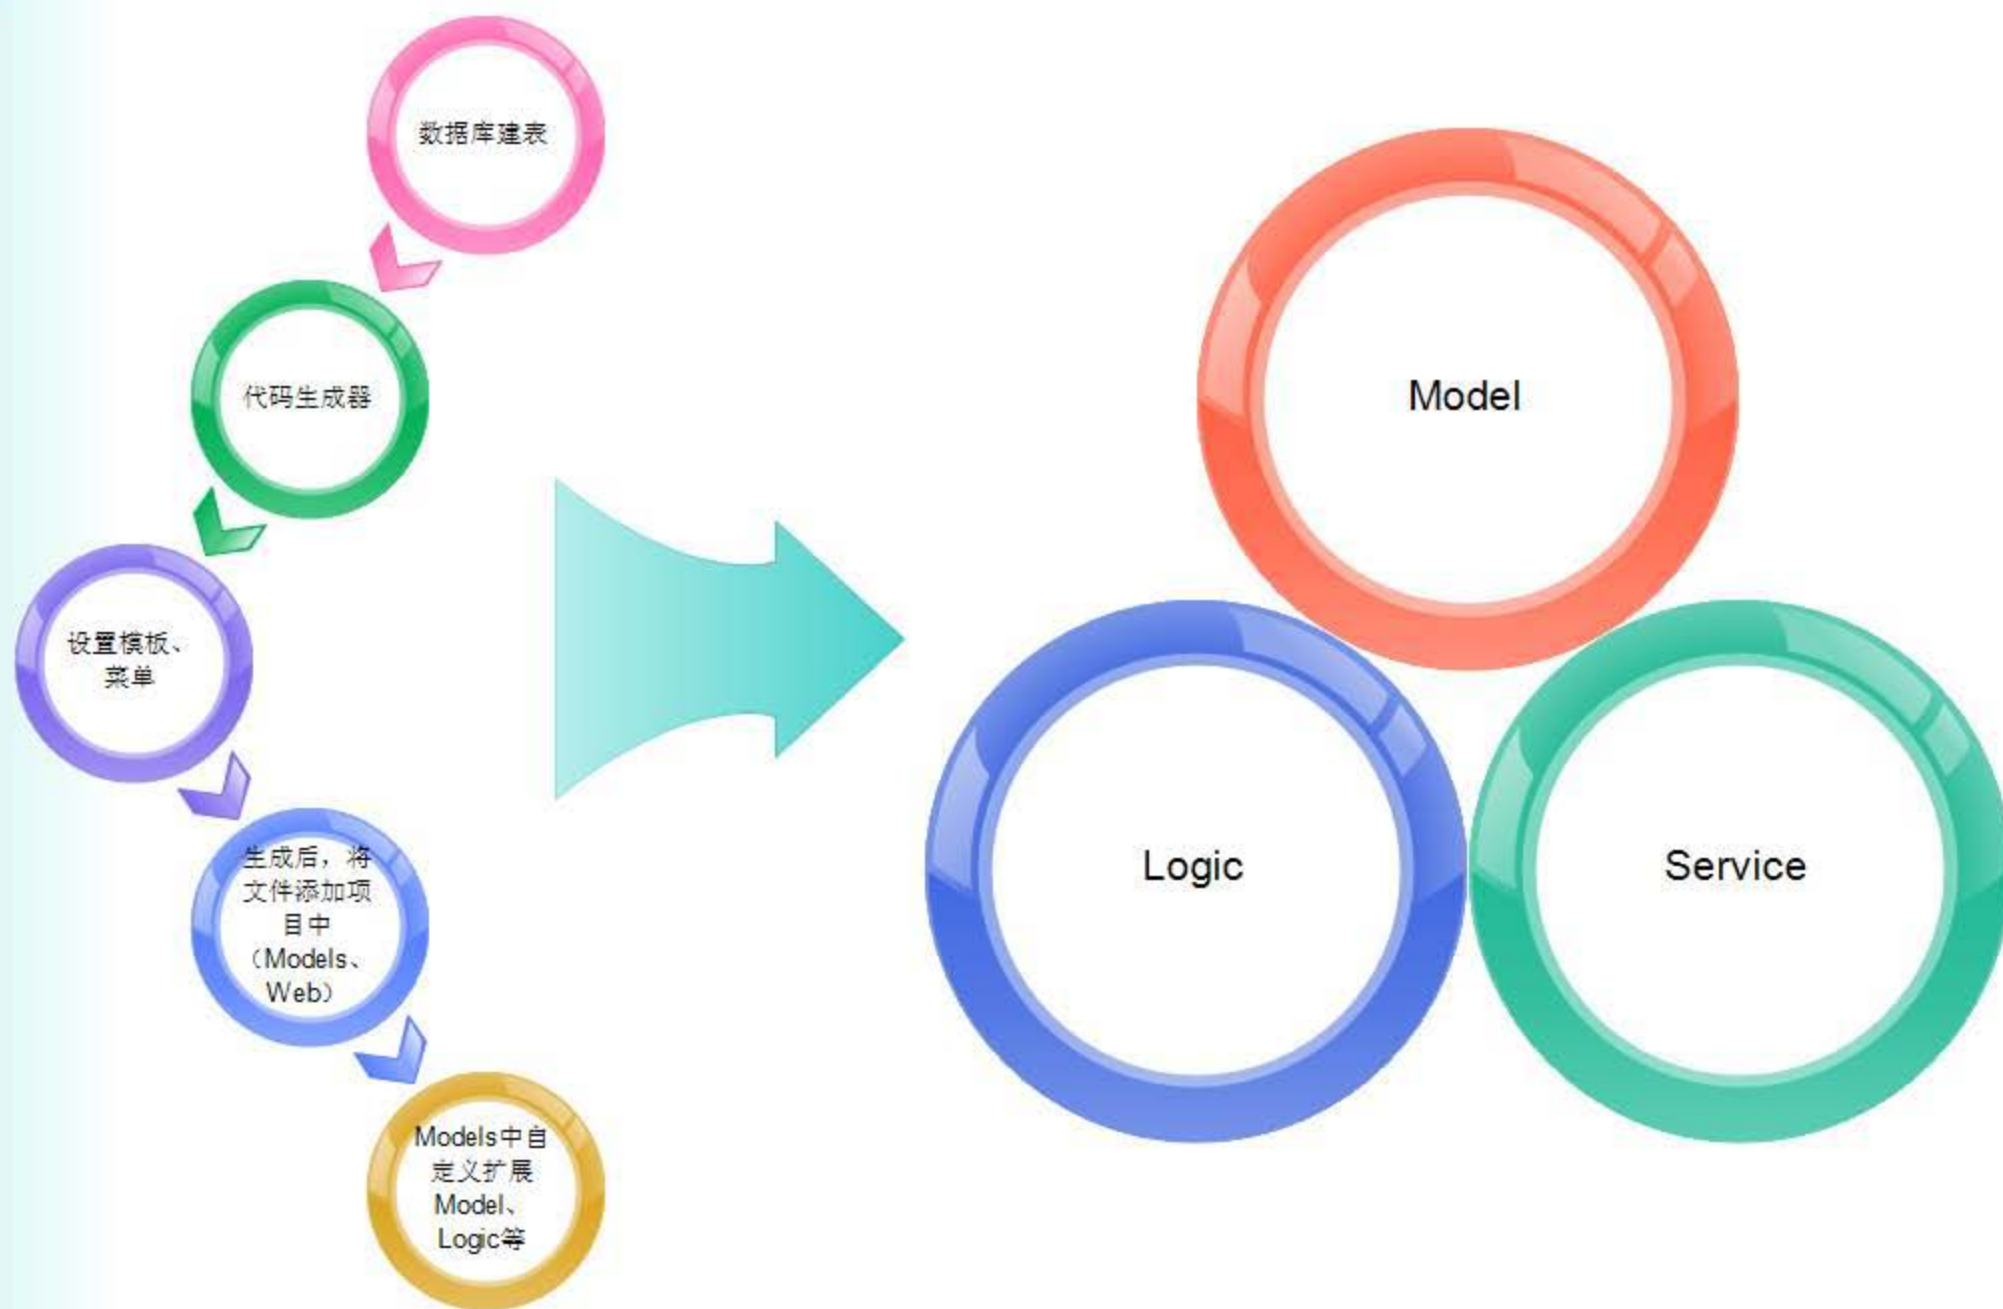 数据库建表
代码生成器
设置模板、
菜单
生成后，将
文件添加项
目中
（Models、
Web）
Models中自
定义扩展
Model、
Logic等
Model
Logic
Service